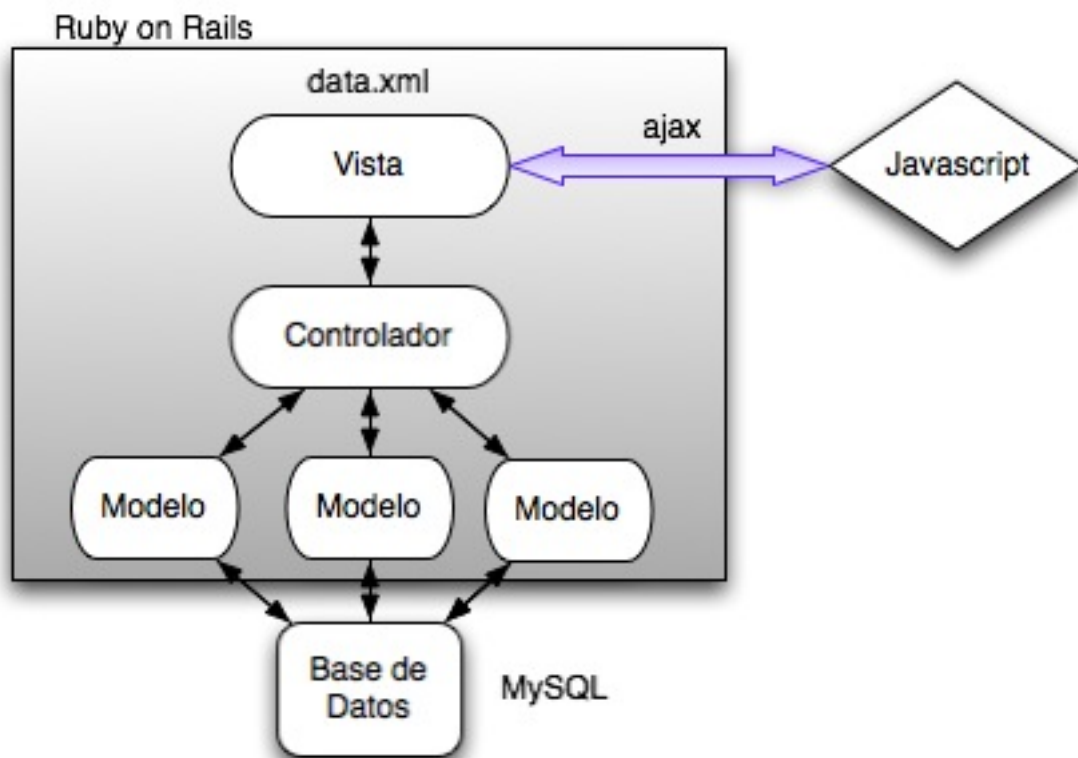 Ruby on Rails
data.xml
Vista
ajax
Javascript
Controlador
Modelo
Modelo
Modelo
Base de
Datos
MySQL